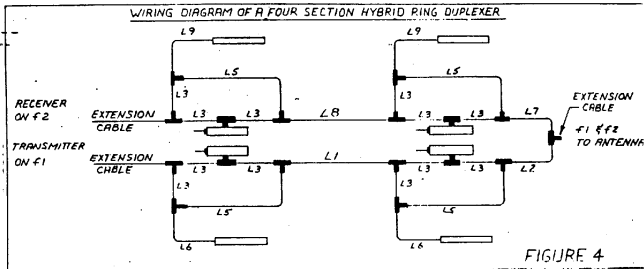 WIRING DIAGRAM OF A FOUR SECTION HYBRID RING DUPLEXER
L9
L9
L3
L5
L3
L5
EXTENSION
CABLE
RECEIVER
ON f2
EXTENSION
CABLE
L3
L3
L8
L3
L3
L7
f1 & f2
TO ANTENNA
TRANSMITTER
ON f1
EXTENSION
CABLE
L3
L3
L1
L3
L3
L2
L3
L5
L3
L5
L6
L6
FIGURE 4